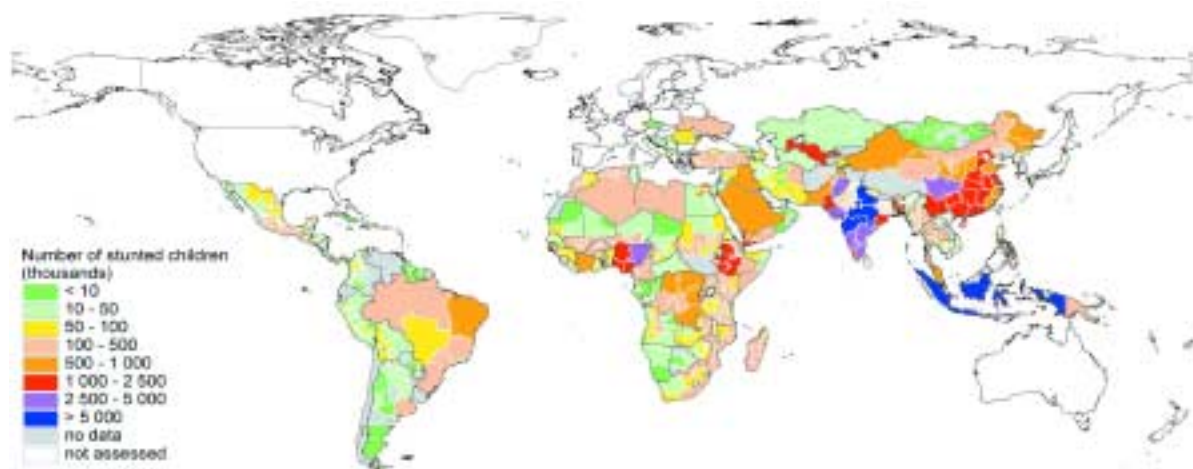 Number of stunted children
(thousands)
< 10
10 - 50
50 - 100
100 - 500
500 - 1 000
1 000 - 2 500
2 500 - 5 000
> 5 000
no data
not assessed